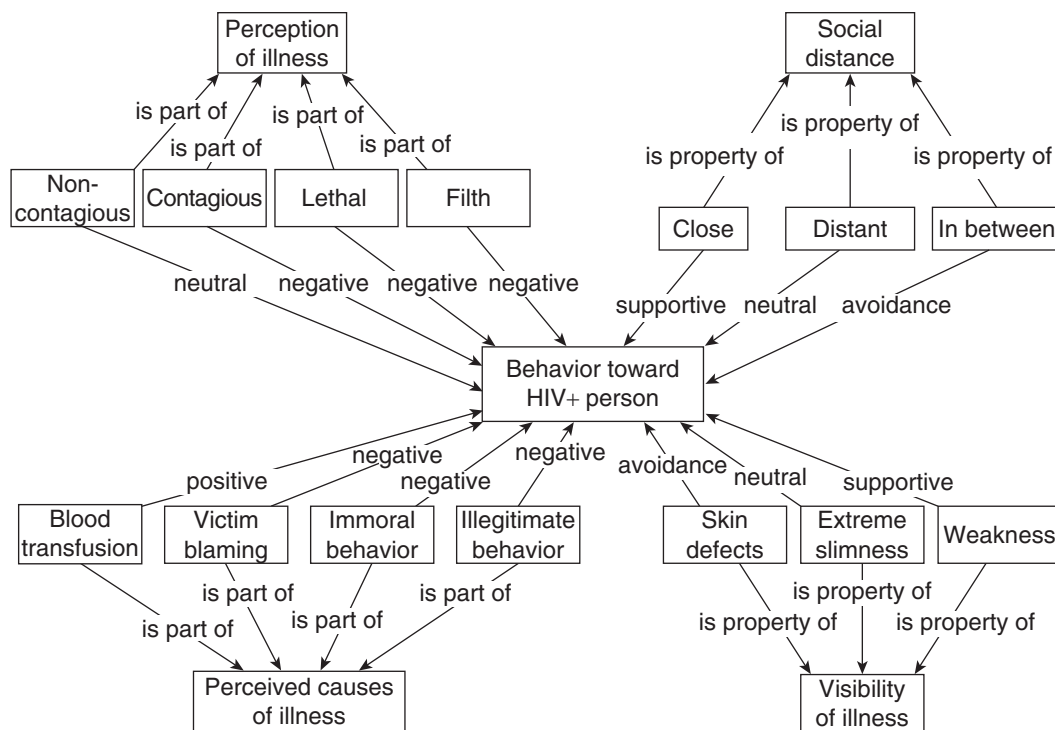 Perception
of illness
Social
distance
is part of
is part of
is part of
is part of
is property of
is property of
is property of
Non-
contagious
Contagious
Lethal
Filth
Close
Distant
In between
neutral
negative
negative
negative
supportive
neutral
avoidance
Behavior toward
HIV+ person
positive
negative
negative
negative
avoidance
neutral
supportive
Blood
transfusion
Victim
blaming
Immoral
behavior
Illegitimate
behavior
Skin
defects
Extreme
slimness
Weakness
is part of
is part of
is part of
is part of
is property of
is property of
is property of
Perceived causes
of illness
Visibility
of illness